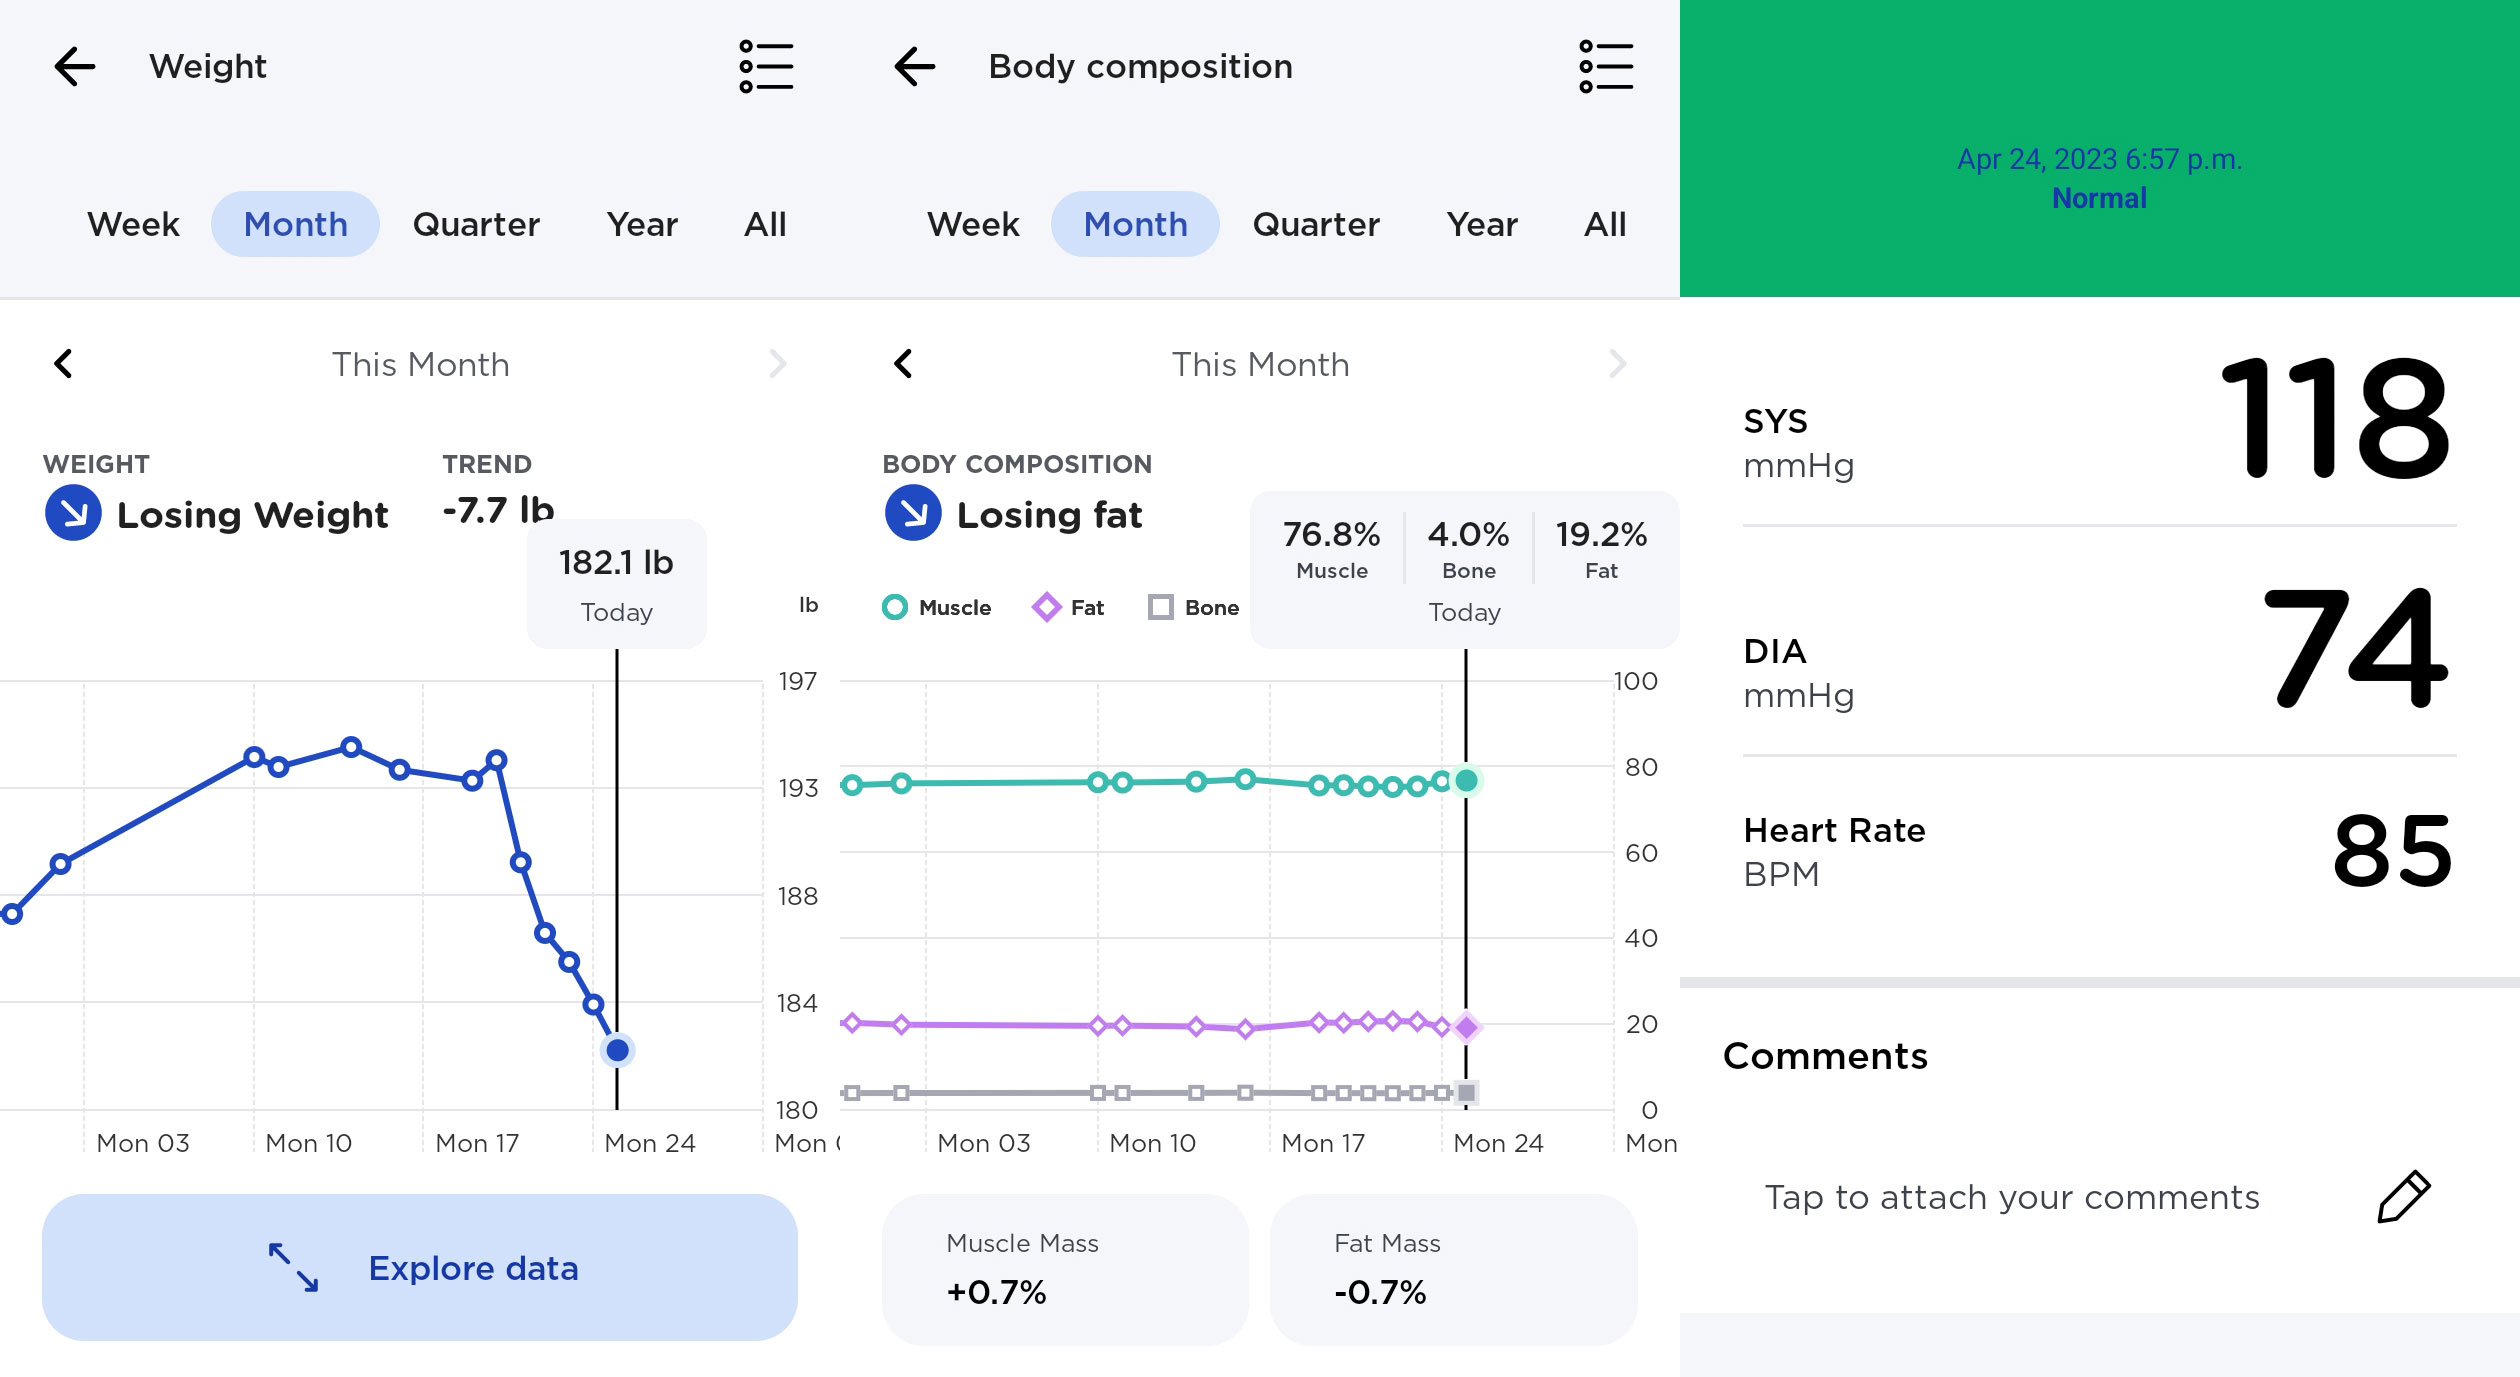 Weight
Week Month Quarter Year All
This Month
WEIGHT TREND
Losing Weight -7.7 lb
182.1 lb
Today
lb
197
193
188
184
180
Mon 03 Mon 10 Mon 17 Mon 24 Mon
Explore data
Body composition
Week Month Quarter Year All
This Month
BODY COMPOSITION
Losing fat
76.8% 4.0% 19.2%
Muscle Bone Fat
Today
Muscle Fat Bone
100
80
60
40
20
0
Mon 03 Mon 10 Mon 17 Mon 24 Mon
Muscle Mass Fat Mass
+0.7% -0.7%
Apr 24, 2023 6:57 p.m.
Normal
SYS 118
mmHg
DIA 74
mmHg
Heart Rate 85
BPM
Comments
Tap to attach your comments